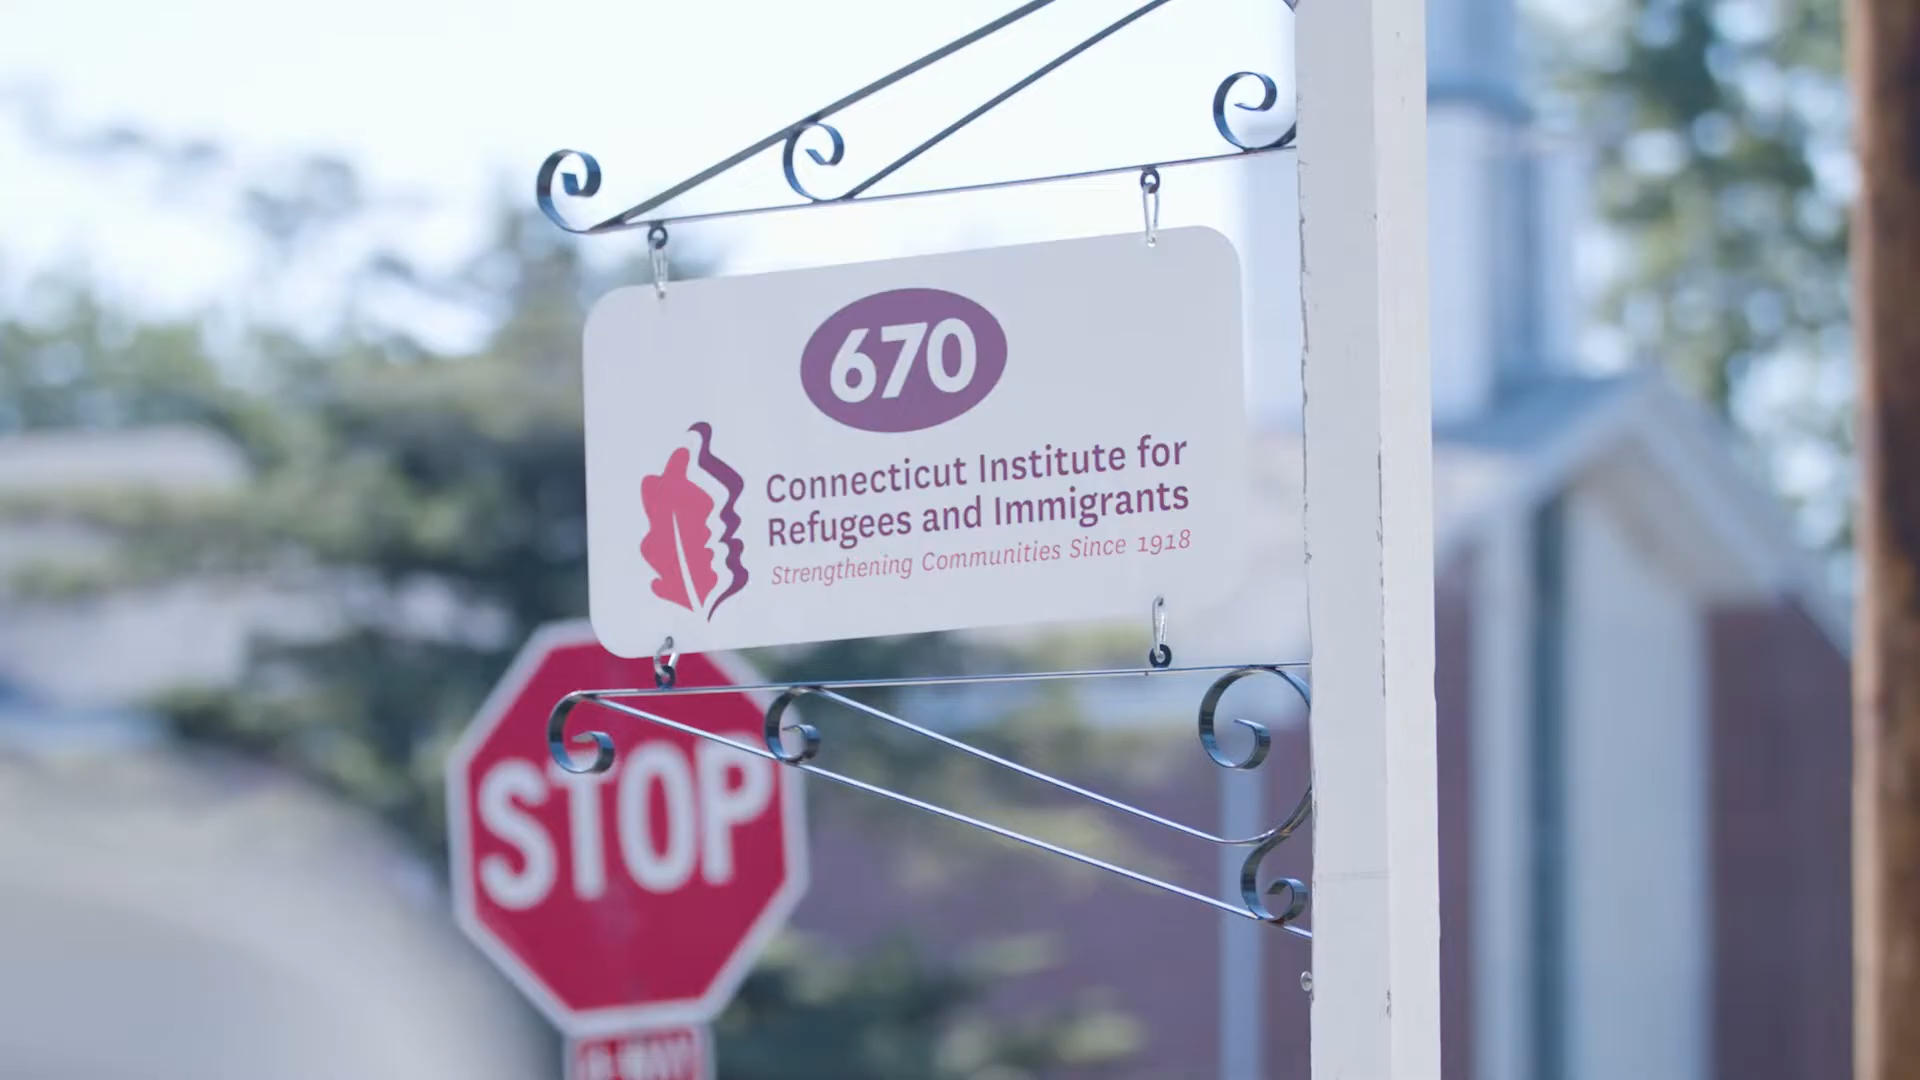 670
Connecticut Institute for
Refugees and Immigrants
Strengthening Communities Since 1918
STOP